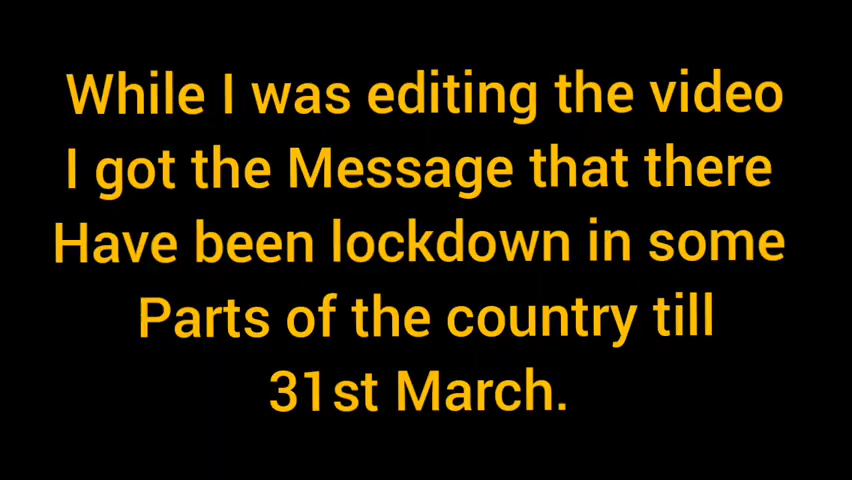 While I was editing the video
I got the Message that there
Have been lockdown in some
Parts of the country till
31st March.